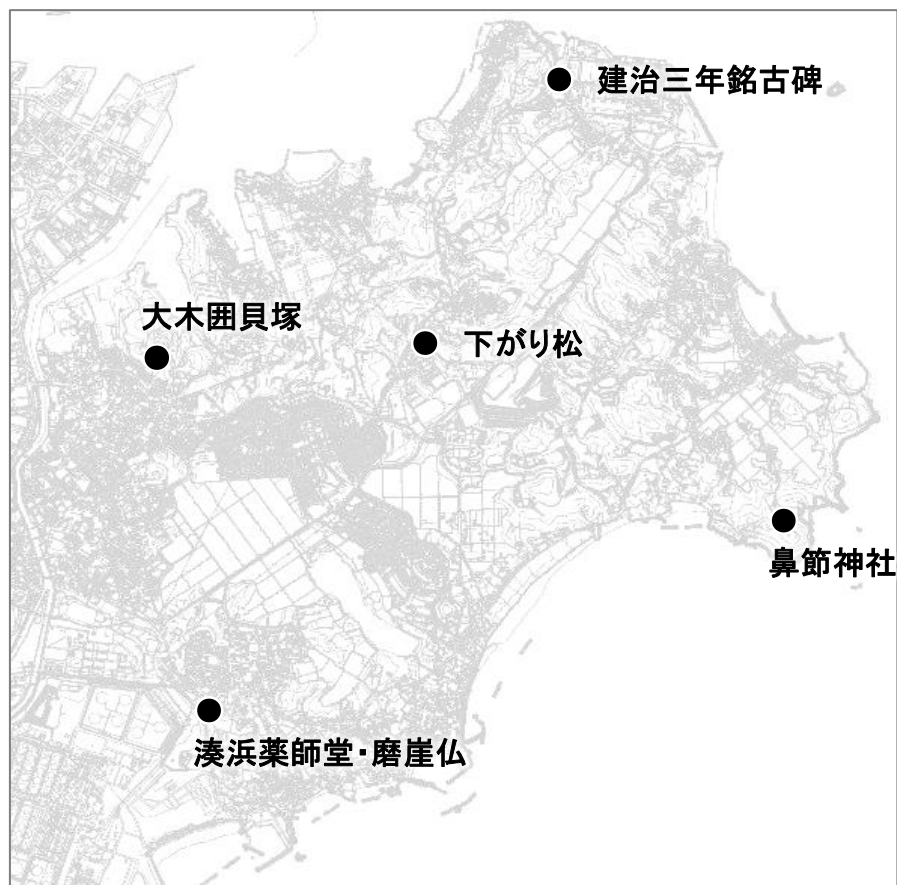 建治三年銘古碑
大木囲貝塚
下がり松
鼻節神社
湊浜薬師堂・磨崖仏